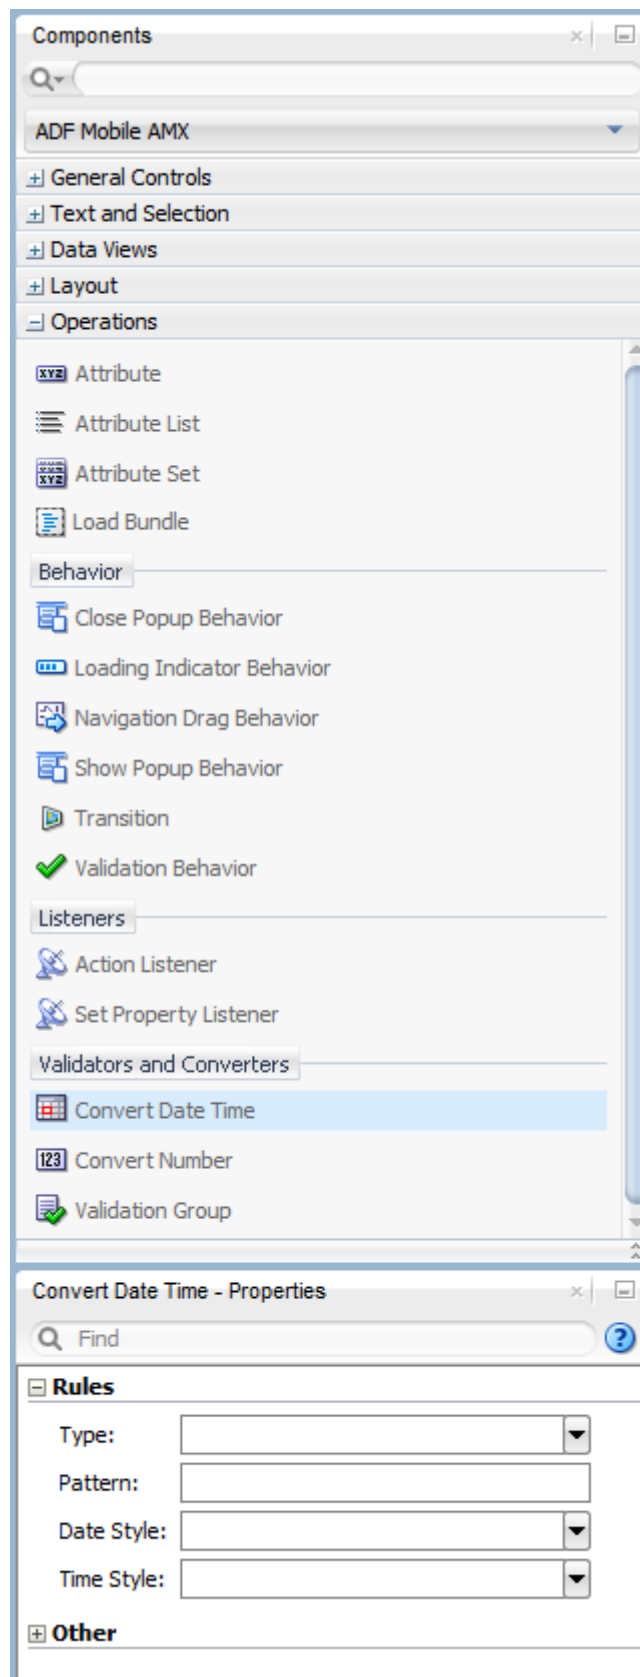 Components
ADF Mobile AMX
General Controls
Text and Selection
Data Views
Layout
Operations
XYZ Attribute
Attribute List
XYZ Attribute Set
Load Bundle
Behavior
Close Popup Behavior
Loading Indicator Behavior
Navigation Drag Behavior
Show Popup Behavior
Transition
Validation Behavior
Listeners
Action Listener
Set Property Listener
Validators and Converters
Convert Date Time
123 Convert Number
Validation Group
Convert Date Time - Properties
Find ?
Rules
Type:
Pattern:
Date Style:
Time Style:
Other